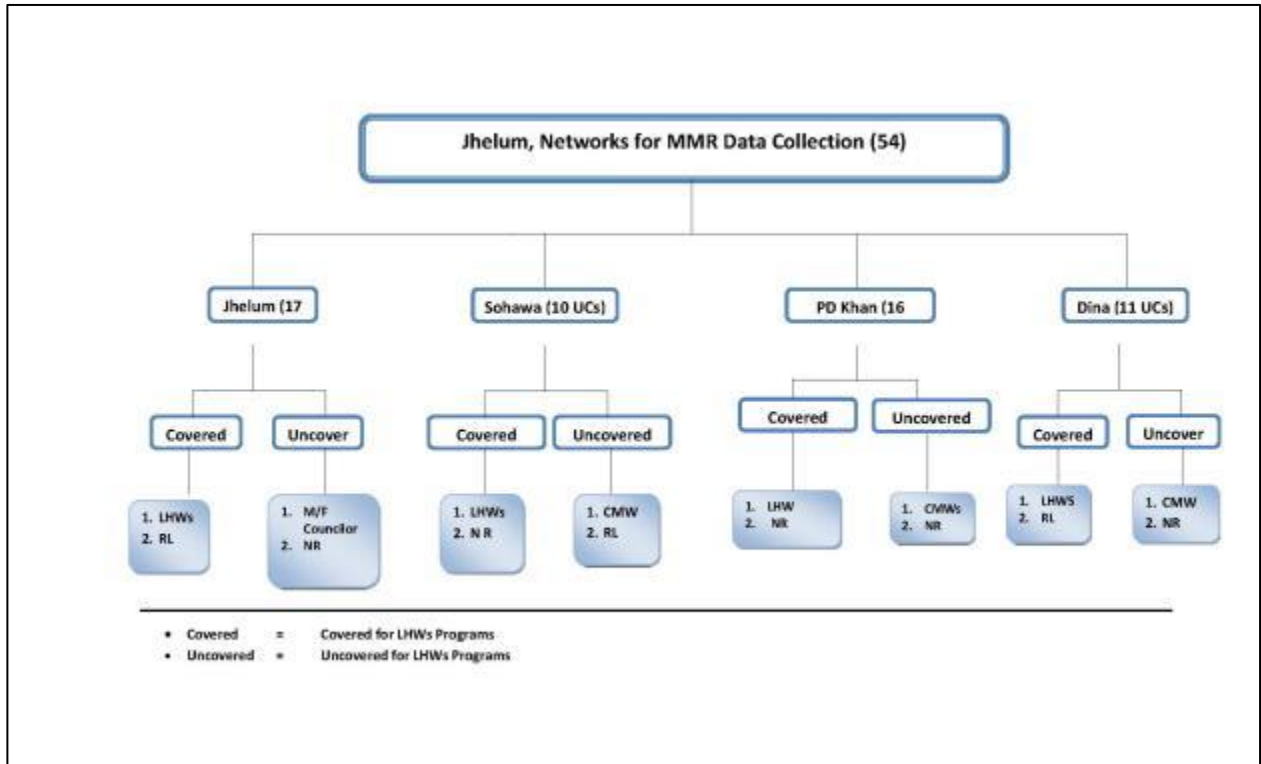 Jhelum, Networks for MMR Data Collection (54)
Jhelum (17
Sohawa (10 UCs)
PD Khan (16
Dina (11 UCs)
Covered
Uncover
Covered
Uncovered
Covered
Uncovered
Covered
Uncover
1. LHWs
2. RL
1. M/F
Councilor
2. NR
1. LHWs
2. N R
1. CMW
2. RL
1. LHW
2. NR
1. CMWs
2. NR
1. LHWS
2. RL
1. CMW
2. NR
• Covered = Covered for LHWs Programs
• Uncovered = Uncovered for LHWs Programs